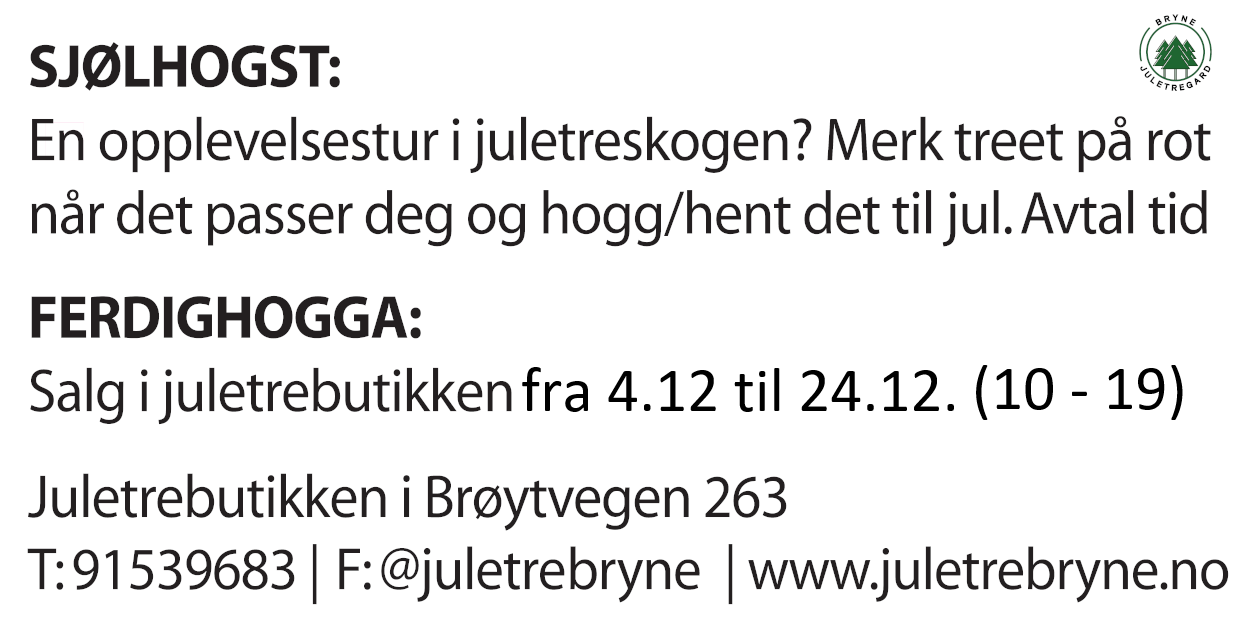 BRYNE
JULETREGARD
SJØLHOGST:
En opplevelsestur i juletreskogen? Merk treet på rot
når det passer deg og hogg/hent det til jul. Avtal tid
FERDIGHOGGA:
Salg i juletrebutikken fra 4.12 til 24.12. (10 - 19)
Juletrebutikken i Brøytvegen 263
T: 91539683 | F: @juletrebryne | www.juletrebryne.no